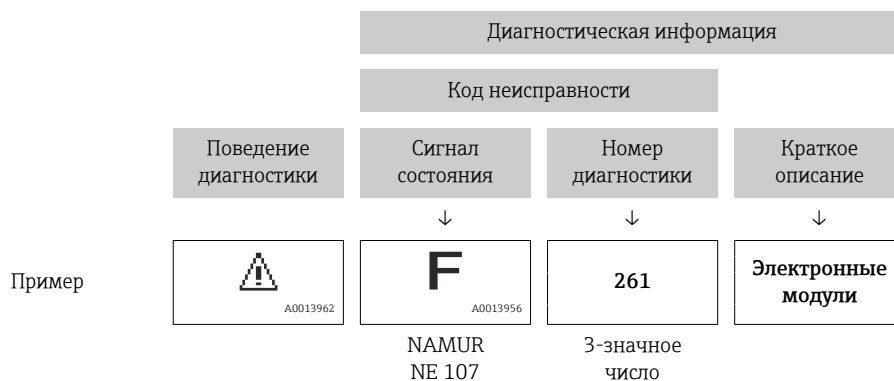 Диагностическая информация
Код неисправности
Поведение
диагностики
Сигнал
состояния
Номер
диагностики
Краткое
описание
↓ ↓ ↓
Пример
A0013962
F
A0013956
261
Электронные
модули
NAMUR
NE 107
3-значное
число